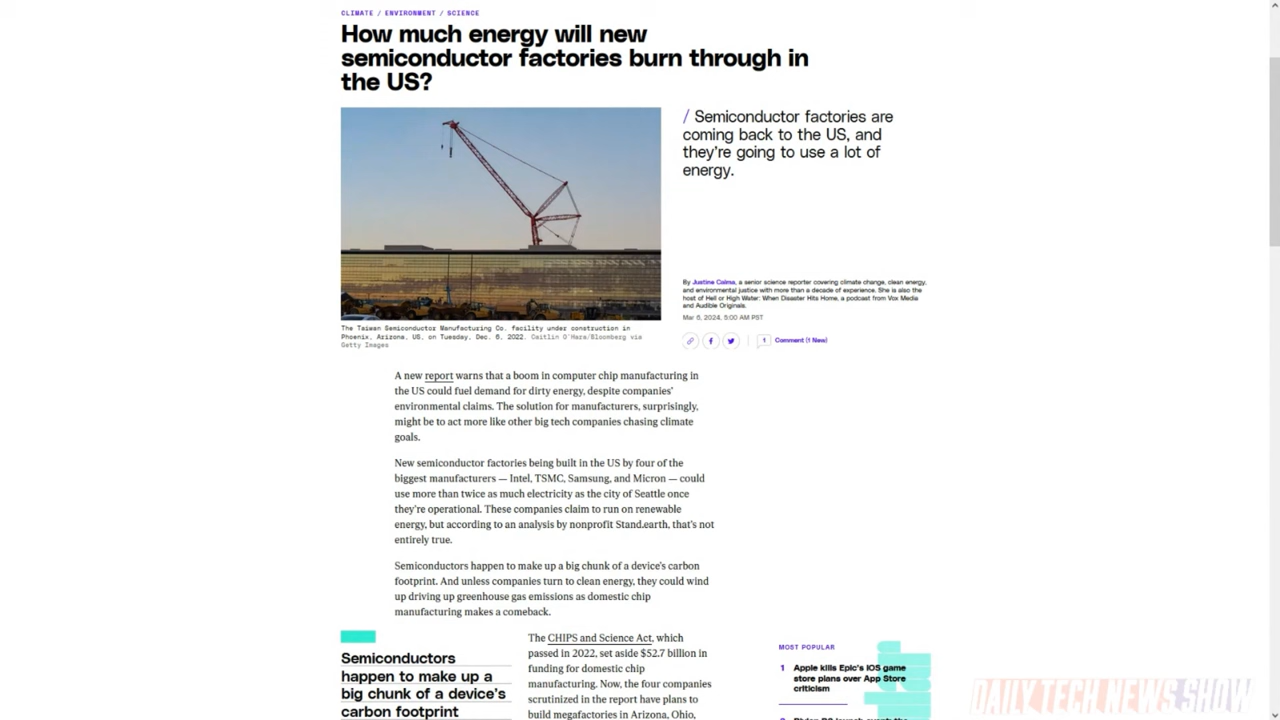 CLIMATE / ENVIRONMENT / SCIENCE
How much energy will new
semiconductor factories burn through in
the US?
/ Semiconductor factories are
coming back to the US, and
they're going to use a lot of
energy.
By Justine Calma, a senior science reporter covering climate change, clean energy,
and environmental justice with more than a decade of experience. She is also the
host of Hell or High Water: When Disaster Hits Home, a podcast from Vox Media
and Audible Originals.
Mar 6, 2024, 5:00 AM PST
1 Comment (1 New)
The Taiwan Semiconductor Manufacturing Co. facility under construction in
Phoenix, Arizona, US, on Tuesday, Dec. 6, 2022. Caitlin O'Hara/Bloomberg via
Getty Images
A new report warns that a boom in computer chip manufacturing in
the US could fuel demand for dirty energy, despite companies'
environmental claims. The solution for manufacturers, surprisingly,
might be to act more like other big tech companies chasing climate
goals.
New semiconductor factories being built in the US by four of the
biggest manufacturers — Intel, TSMC, Samsung, and Micron — could
use more than twice as much electricity as the city of Seattle once
they're operational. These companies claim to run on renewable
energy, but according to an analysis by nonprofit Stand.earth, that's not
entirely true.
Semiconductors happen to make up a big chunk of a device's carbon
footprint. And unless companies turn to clean energy, they could wind
up driving up greenhouse gas emissions as domestic chip
manufacturing makes a comeback.
Semiconductors
happen to make up a
big chunk of a device's
carbon footprint
The CHIPS and Science Act, which
passed in 2022, set aside $52.7 billion in
funding for domestic chip
manufacturing. Now, the four companies
scrutinized in the report have plans to
build megafactories in Arizona, Ohio,
MOST POPULAR
1 Apple kills Epic's iOS game
store plans over App Store
criticism
DAILY TECH NEWS SHOW